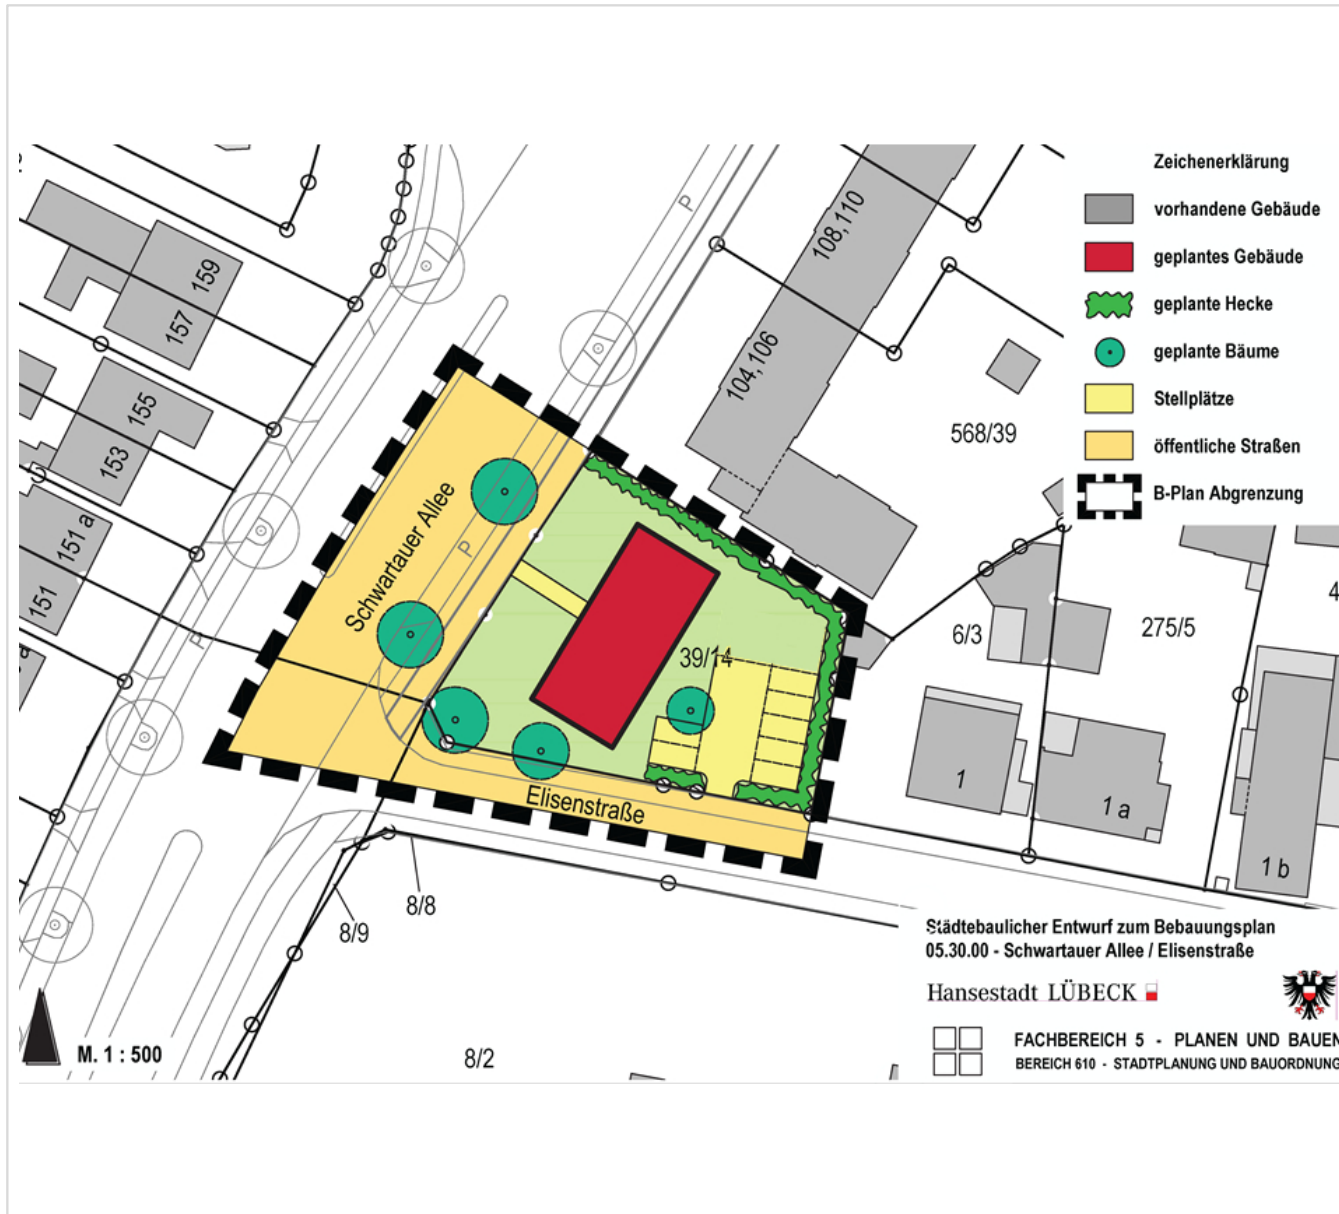 Zeichenerklärung
vorhandene Gebäude
geplantes Gebäude
geplante Hecke
geplante Bäume
Stellplätze
öffentliche Straßen
B-Plan Abgrenzung
159
157
155
153
151 a
151
108,110
104,106
P
P
P
568/39
Schwartauer Allee
39/14
6/3
275/5
4
1
1 a
1 b
Elisenstraße
8/8
8/9
8/2
M. 1 : 500
Städtebaulicher Entwurf zum Bebauungsplan
05.30.00 - Schwartauer Allee / Elisenstraße
Hansestadt LÜBECK
FACHBEREICH 5 - PLANEN UND BAUEN
BEREICH 610 - STADTPLANUNG UND BAUORDNUNG